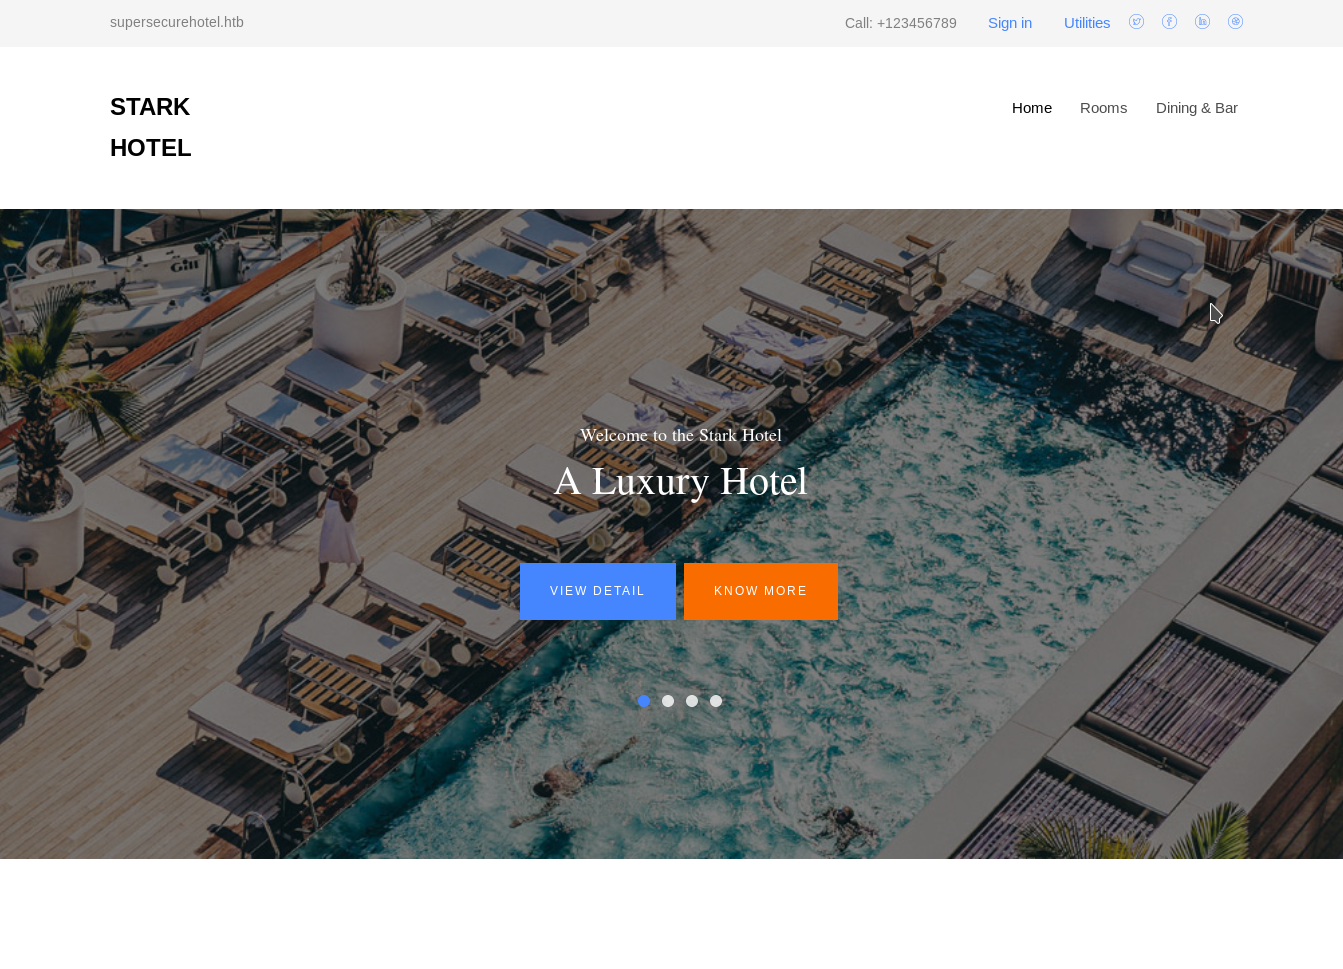 supersecurehotel.htb
Call: +123456789 Sign in Utilities
STARK
HOTEL
Home Rooms Dining & Bar
Gill
Welcome to the Stark Hotel
A Luxury Hotel
VIEW DETAIL KNOW MORE